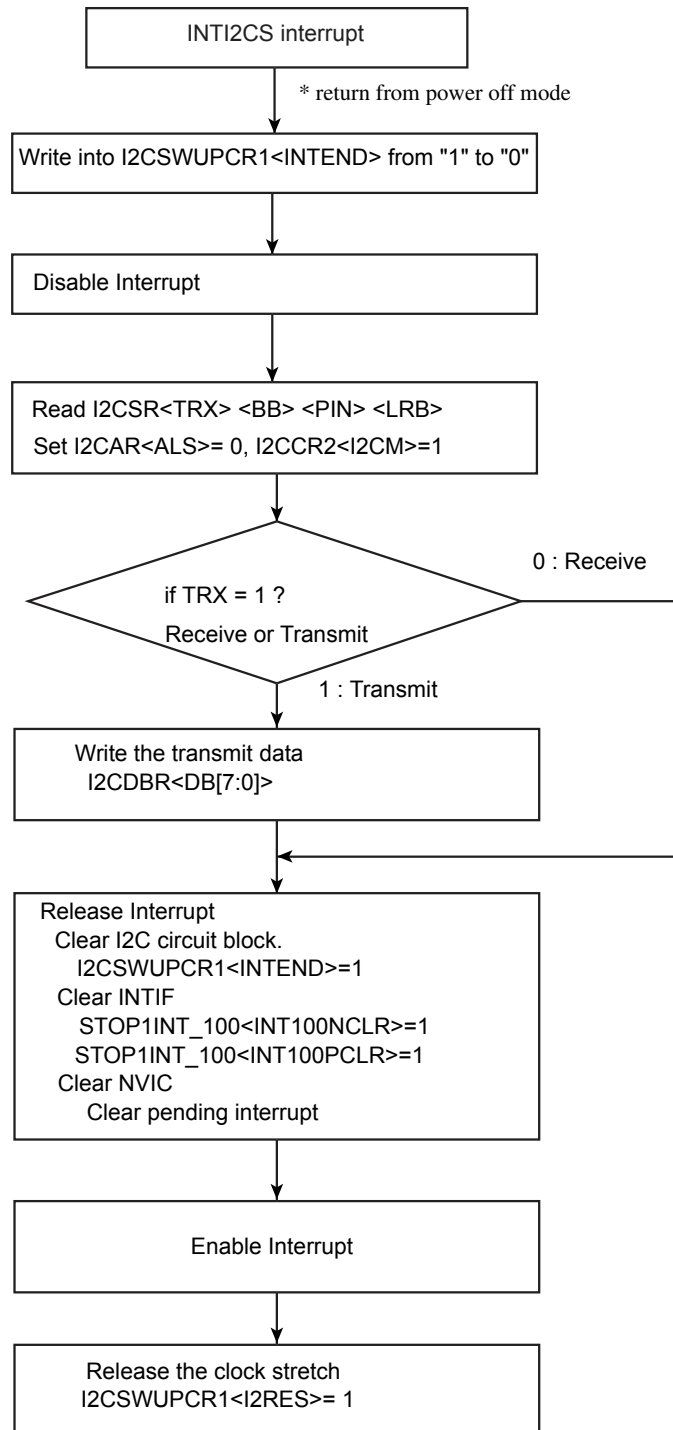 INTI2CS interrupt
* return from power off mode
Write into I2CSWUPCR1<INTEND> from "1" to "0"
Disable Interrupt
Read I2CSR<TRX> <BB> <PIN> <LRB>
Set I2CAR<ALS>= 0, I2CCR2<I2CM>=1
0 : Receive
if TRX = 1 ?
Receive or Transmit
1 : Transmit
Write the transmit data
I2CDBR<DB[7:0]>
Release Interrupt
Clear I2C circuit block.
I2CSWUPCR1<INTEND>=1
Clear INTIF
STOP1INT_100<INT100NCLR>=1
STOP1INT_100<INT100PCLR>=1
Clear NVIC
Clear pending interrupt
Enable Interrupt
Release the clock stretch
I2CSWUPCR1<I2RES>= 1